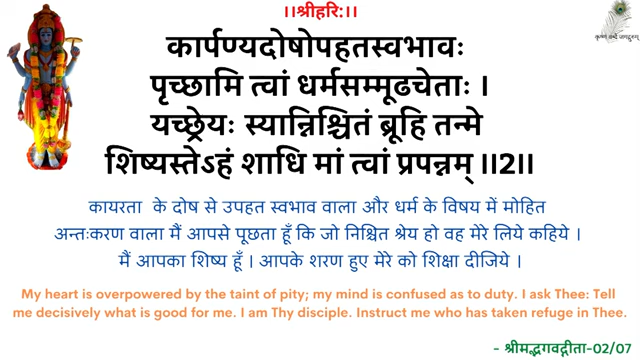 ।।श्रीहरि:।।
कृष्णं वन्दे जगद्गुरुम्
कार्पण्यदोषोपहतस्वभावः
पृच्छामि त्वां धर्मसम्मूढचेताः ।
यच्छ्रेयः स्यान्निश्चितं ब्रूहि तन्मे
शिष्यस्तेऽहं शाधि मां त्वां प्रपन्नम् ।।2।।
कायरता के दोष से उपहत स्वभाव वाला और धर्म के विषय में मोहित
अन्तःकरण वाला मैं आपसे पूछता हूँ कि जो निश्चित श्रेय हो वह मेरे लिये कहिये ।
मैं आपका शिष्य हूँ । आपके शरण हुए मेरे को शिक्षा दीजिये ।
My heart is overpowered by the taint of pity; my mind is confused as to duty. I ask Thee: Tell
me decisively what is good for me. I am Thy disciple. Instruct me who has taken refuge in Thee.
- श्रीमद्भगवद्गीता-02/07